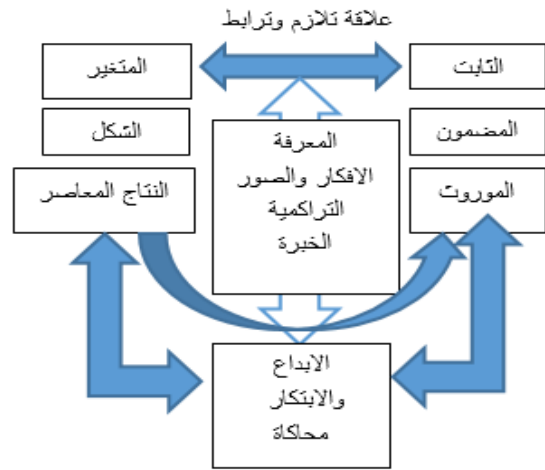 علاقة تلازم وترابط
الثابت
المتغير
المضمون
الشكل
الموروث
النتاج المعاصر
المعرفة
الافكار والصور
التراكمية
الخبرة
الابداع
والابتكار
محاكاة